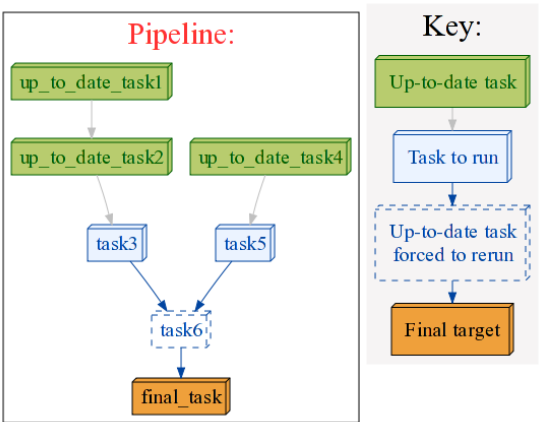 Pipeline:
up_to_date_task1
up_to_date_task2
up_to_date_task4
task3
task5
task6
final_task
Key:
Up-to-date task
Task to run
Up-to-date task
forced to rerun
Final target